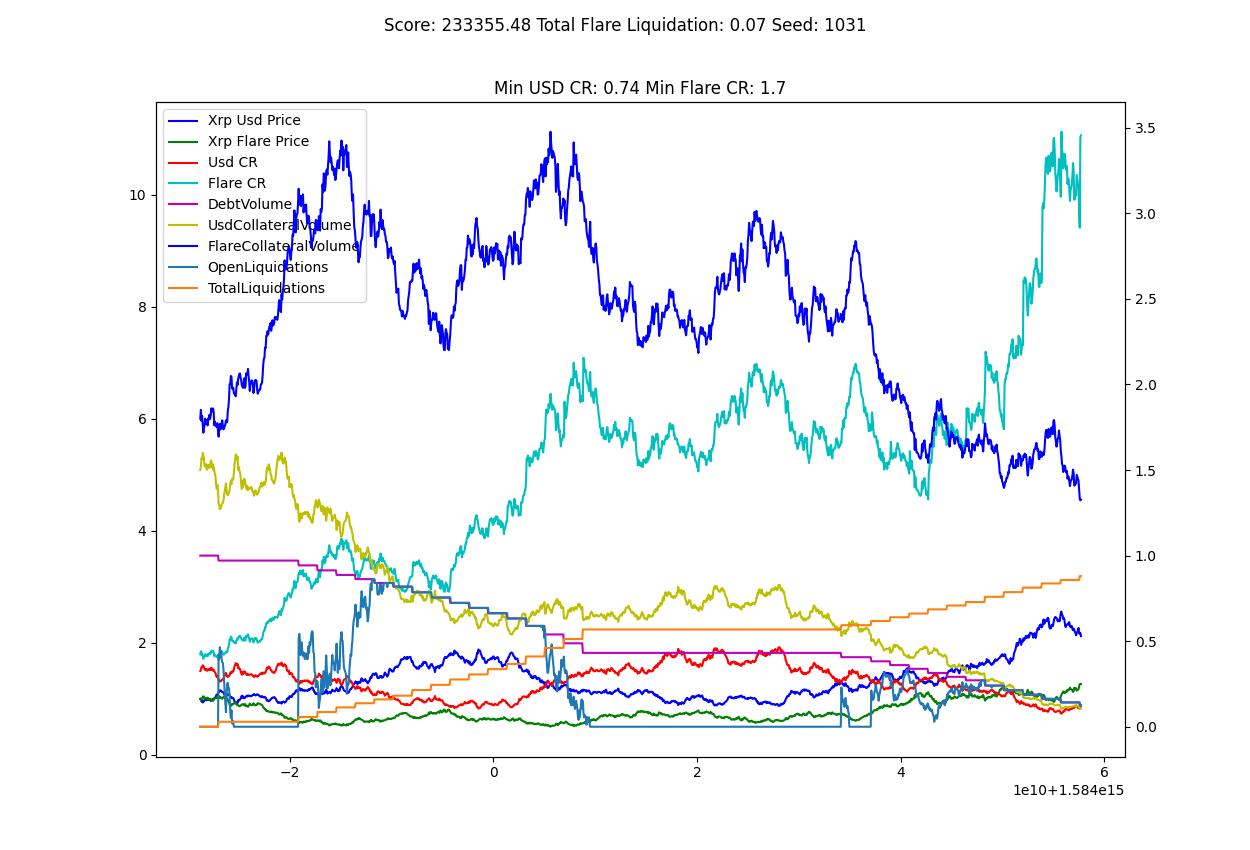 Score: 233355.48 Total Flare Liquidation: 0.07 Seed: 1031
Min USD CR: 0.74 Min Flare CR: 1.7
Xrp Usd Price
Xrp Flare Price
Usd CR
Flare CR
DebtVolume
UsdCollateralVolume
FlareCollateralVolume
OpenLiquidations
TotalLiquidations
10
8
6
4
2
0
3.5
3.0
2.5
2.0
1.5
1.0
0.5
0.0
−2 0 2 4 6
1e10+1.584e15